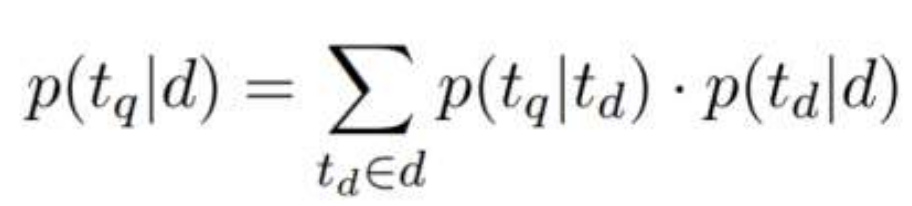 p(t_q|d) = \sum_{t_d \in d} p(t_q|t_d) \cdot p(t_d|d)